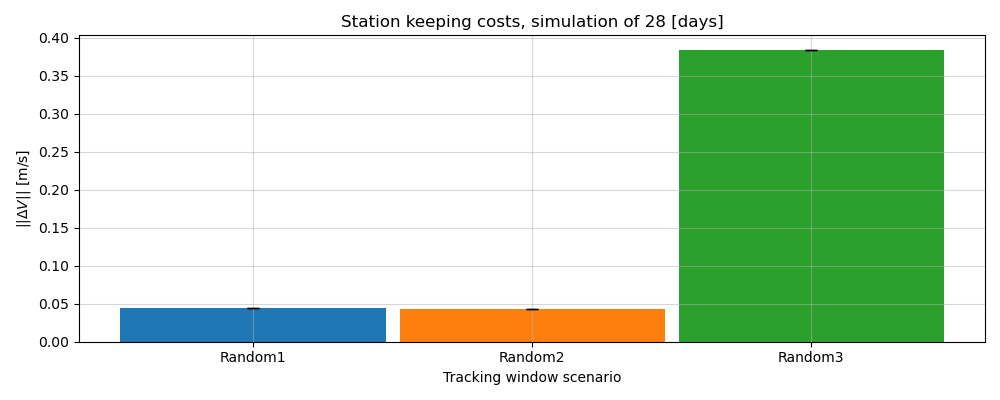 Station keeping costs, simulation of 28 [days]
||ΔV|| [m/s]
0.40
0.35
0.30
0.25
0.20
0.15
0.10
0.05
0.00
Random1 Random2 Random3
Tracking window scenario